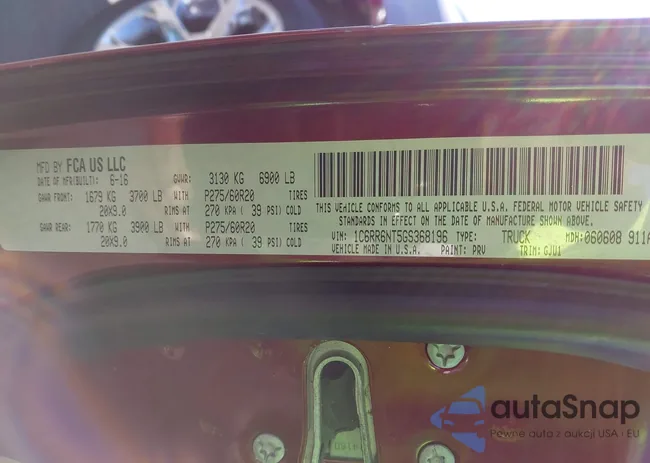 MFD BY FCA US LLC
DATE OF MFR(BUILT): 6-16 GVWR: 3130 KG 6900 LB
GAWR FRONT: 1679 KG 3700 LB WITH P275/60R20 TIRES
20X9.0 RIMS AT 270 KPA ( 39 PSI) COLD
GAWR REAR: 1770 KG 3900 LB WITH P275/60R20 TIRES
20X9.0 RIMS AT 270 KPA ( 39 PSI) COLD
THIS VEHICLE CONFORMS TO ALL APPLICABLE U.S.A. FEDERAL MOTOR VEHICLE SAFETY
STANDARDS IN EFFECT ON THE DATE OF MANUFACTURE SHOWN ABOVE.
VIN: 1C6RR6NT5GS368196 TYPE: TRUCK MDH: 060608 911A
VEHICLE MADE IN U.S.A. PAINT: PRV TRIM: GJV1
autaSnap
Pewne auta z aukcji USA i EU